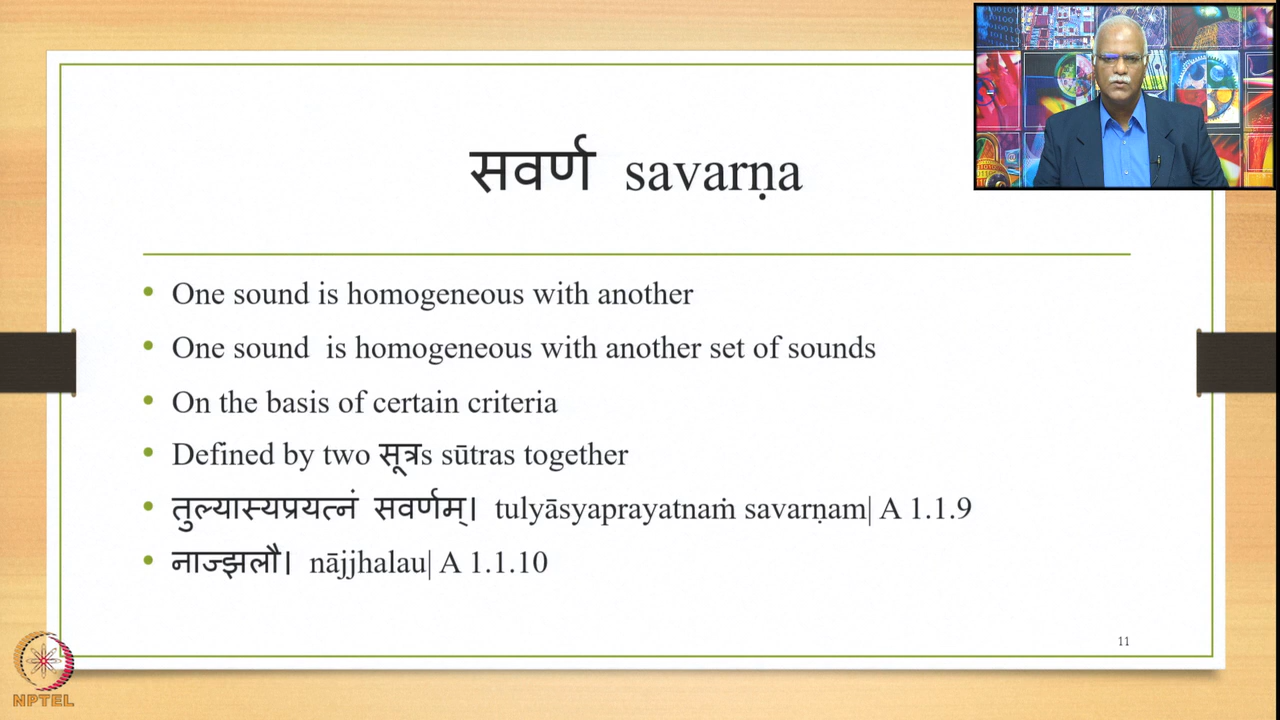 सवर्ण savarṇa
One sound is homogeneous with another
One sound is homogeneous with another set of sounds
On the basis of certain criteria
Defined by two सूत्रs sūtras together
तुल्यास्यप्रयत्नं सवर्णम्। tulyāsyaprayatnaṁ savarṇam| A 1.1.9
नाज्झलौ। nājjhalau| A 1.1.10
11
NPTEL